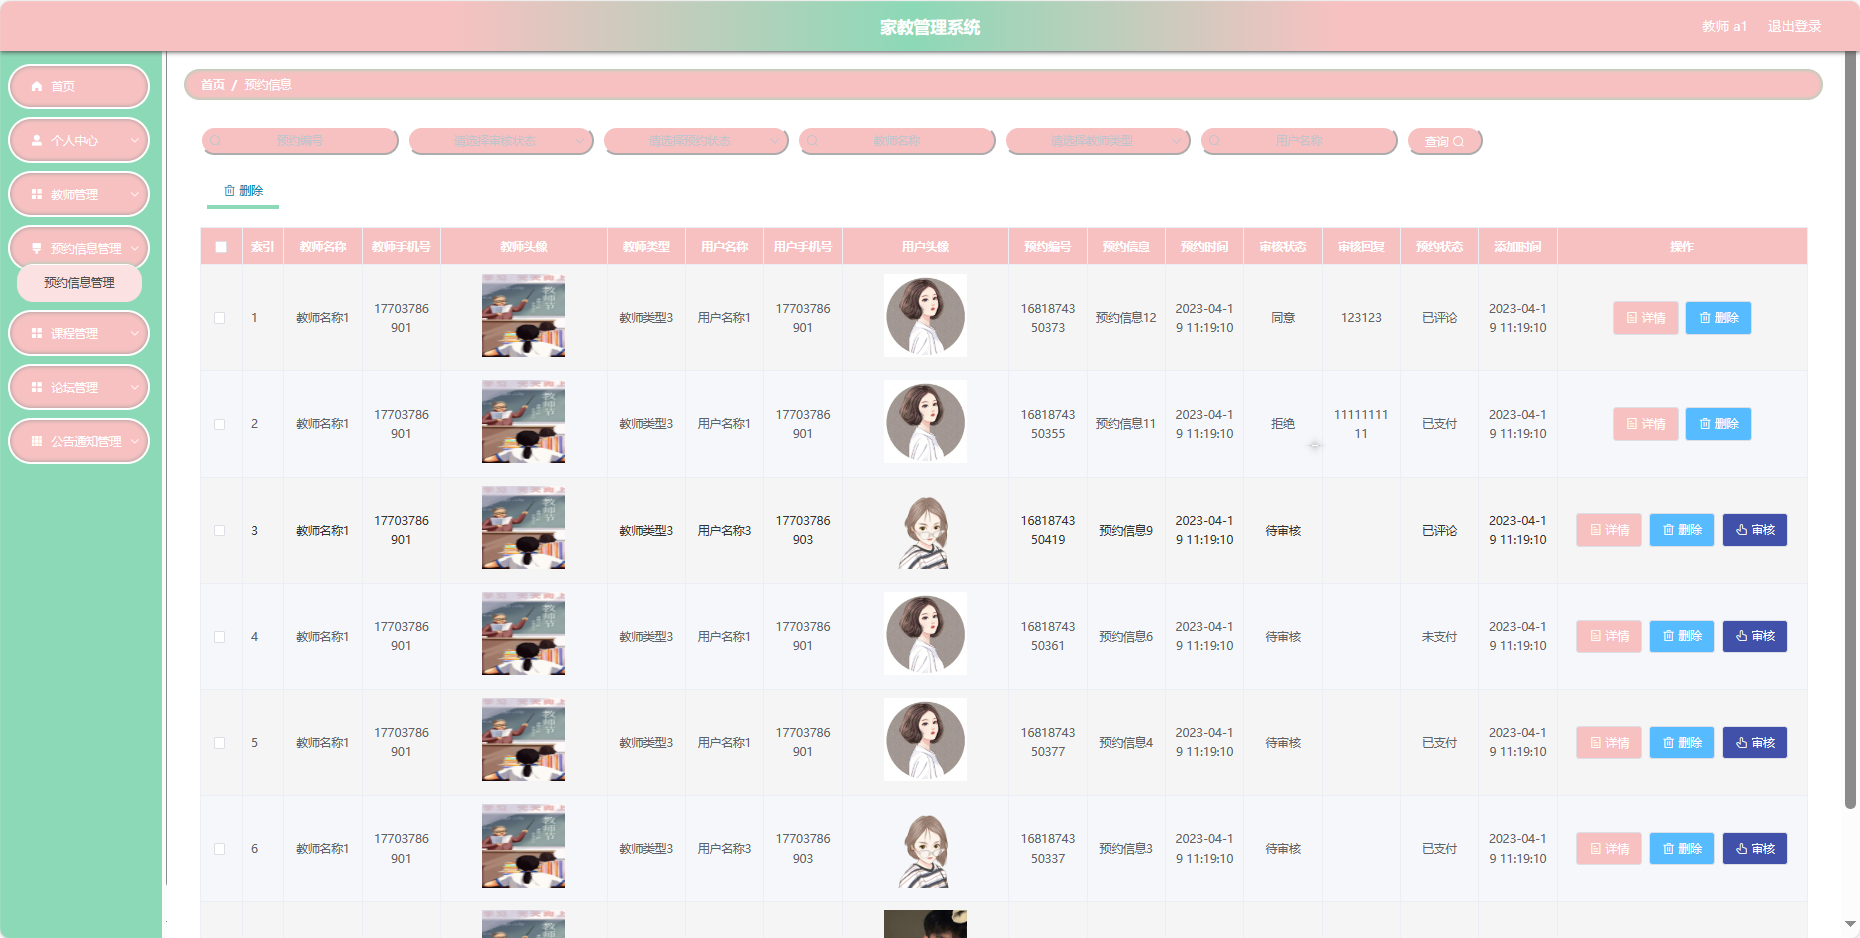 家教管理系统
教师 a1 退出登录
首页
个人中心
教师管理
预约信息管理
预约信息管理
课程管理
论坛管理
公告通知管理
首页 / 预约信息
预约编号 请选择审核状态 请选择预约状态 教师名称 请选择教师类型 用户名称 查询
删除
索引 教师名称 教师手机号 教师头像 教师类型 用户名称 用户手机号 用户头像 预约编号 预约信息 预约时间 审核状态 审核回复 预约状态 添加时间 操作
1 教师名称1 17703786901 教师节 教师类型3 用户名称1 17703786901 1681874350373 预约信息12 2023-04-19 11:19:10 同意 123123 已评论 2023-04-19 11:19:10 详情 删除
2 教师名称1 17703786901 教师节 教师类型3 用户名称1 17703786901 1681874350355 预约信息11 2023-04-19 11:19:10 拒绝 1111111111 已支付 2023-04-19 11:19:10 详情 删除
3 教师名称1 17703786901 教师节 教师类型3 用户名称3 17703786903 1681874350419 预约信息9 2023-04-19 11:19:10 待审核 已评论 2023-04-19 11:19:10 详情 删除 审核
4 教师名称1 17703786901 教师节 教师类型3 用户名称1 17703786901 1681874350361 预约信息6 2023-04-19 11:19:10 待审核 未支付 2023-04-19 11:19:10 详情 删除 审核
5 教师名称1 17703786901 教师节 教师类型3 用户名称1 17703786901 1681874350377 预约信息4 2023-04-19 11:19:10 待审核 已支付 2023-04-19 11:19:10 详情 删除 审核
6 教师名称1 17703786901 教师节 教师类型3 用户名称3 17703786903 1681874350337 预约信息3 2023-04-19 11:19:10 待审核 已支付 2023-04-19 11:19:10 详情 删除 审核